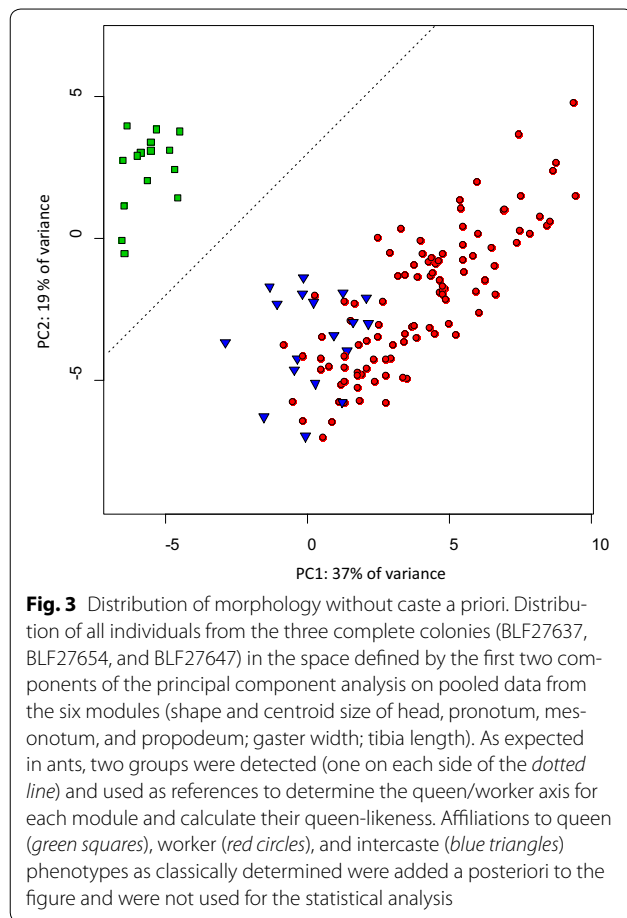 5
0
-5
PC2: 19 % of variance
-5
0
5
10
PC1: 37% of variance
Fig. 3 Distribution of morphology without caste a priori. Distribu-
tion of all individuals from the three complete colonies (BLF27637,
BLF27654, and BLF27647) in the space defined by the first two com-
ponents of the principal component analysis on pooled data from
the six modules (shape and centroid size of head, pronotum, mes-
onotum, and propodeum; gaster width; tibia length). As expected
in ants, two groups were detected (one on each side of the dotted
line) and used as references to determine the queen/worker axis for
each module and calculate their queen-likeness. Affiliations to queen
(green squares), worker (red circles), and intercaste (blue triangles)
phenotypes as classically determined were added a posteriori to the
figure and were not used for the statistical analysis